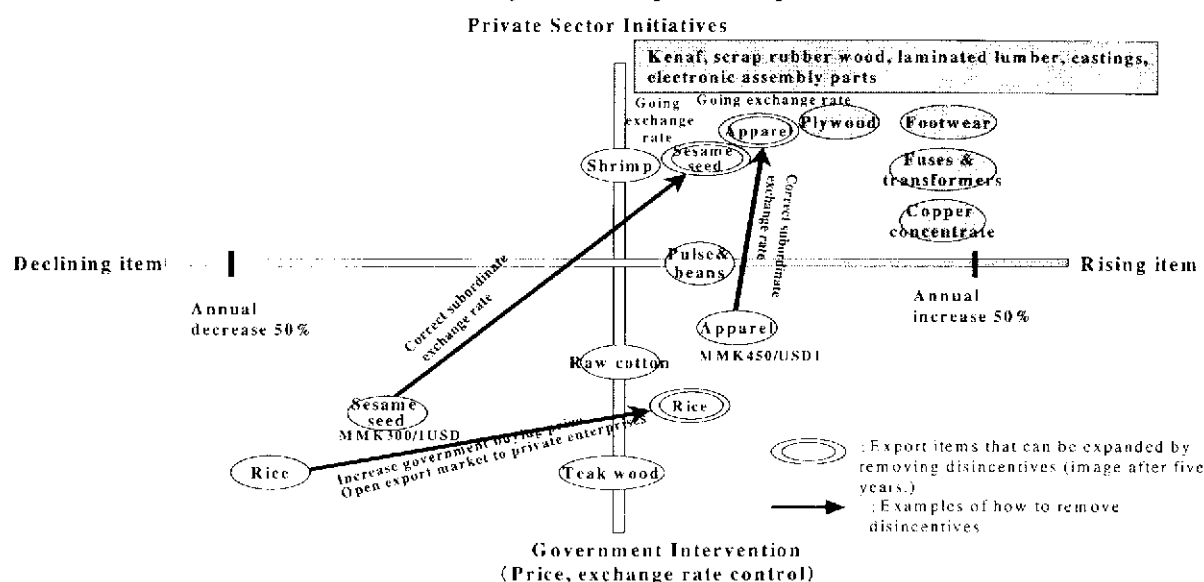 Private Sector Initiatives
Kenaf, scrap rubber wood, laminated lumber, castings,
electronic assembly parts
Going
exchange
rate
Going exchange rate
Apparel
Plywood
Footwear
Shrimp
Sesame
seed
Fuses &
transformers
Correct subordinate
exchange rate
Copper
concentrate
Declining item
Pulse&
beans
Rising item
Annual
decrease 50%
Annual
increase 50%
Correct subordinate
exchange rate
Apparel
MMK450/USD1
Raw cotton
Sesame
seed
MMK300/1USD
Rice
Rice
Increase government buying price
Open export market to private enterprises
Teak wood
:Export items that can be expanded by
removing disincentives (image after five
years.)
:Examples of how to remove
disincentives
Government Intervention
(Price, exchange rate control)